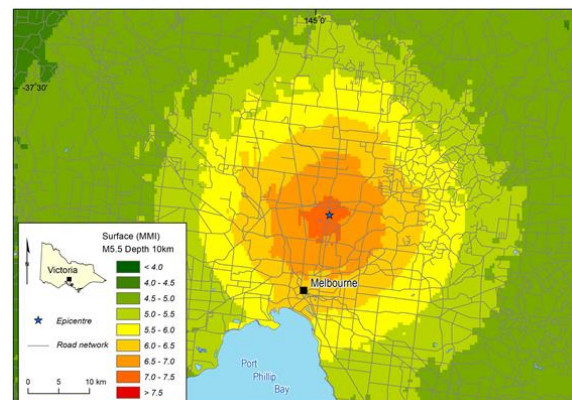 145°0'
-37°30'
Melbourne
Port
Phillip
Bay
Surface (MMI)
M5.5 Depth 10km
N
Victoria
Epicentre
Road network
0 5 10 km
< 4.0
4.0 - 4.5
4.5 - 5.0
5.0 - 5.5
5.5 - 6.0
6.0 - 6.5
6.5 - 7.0
7.0 - 7.5
> 7.5